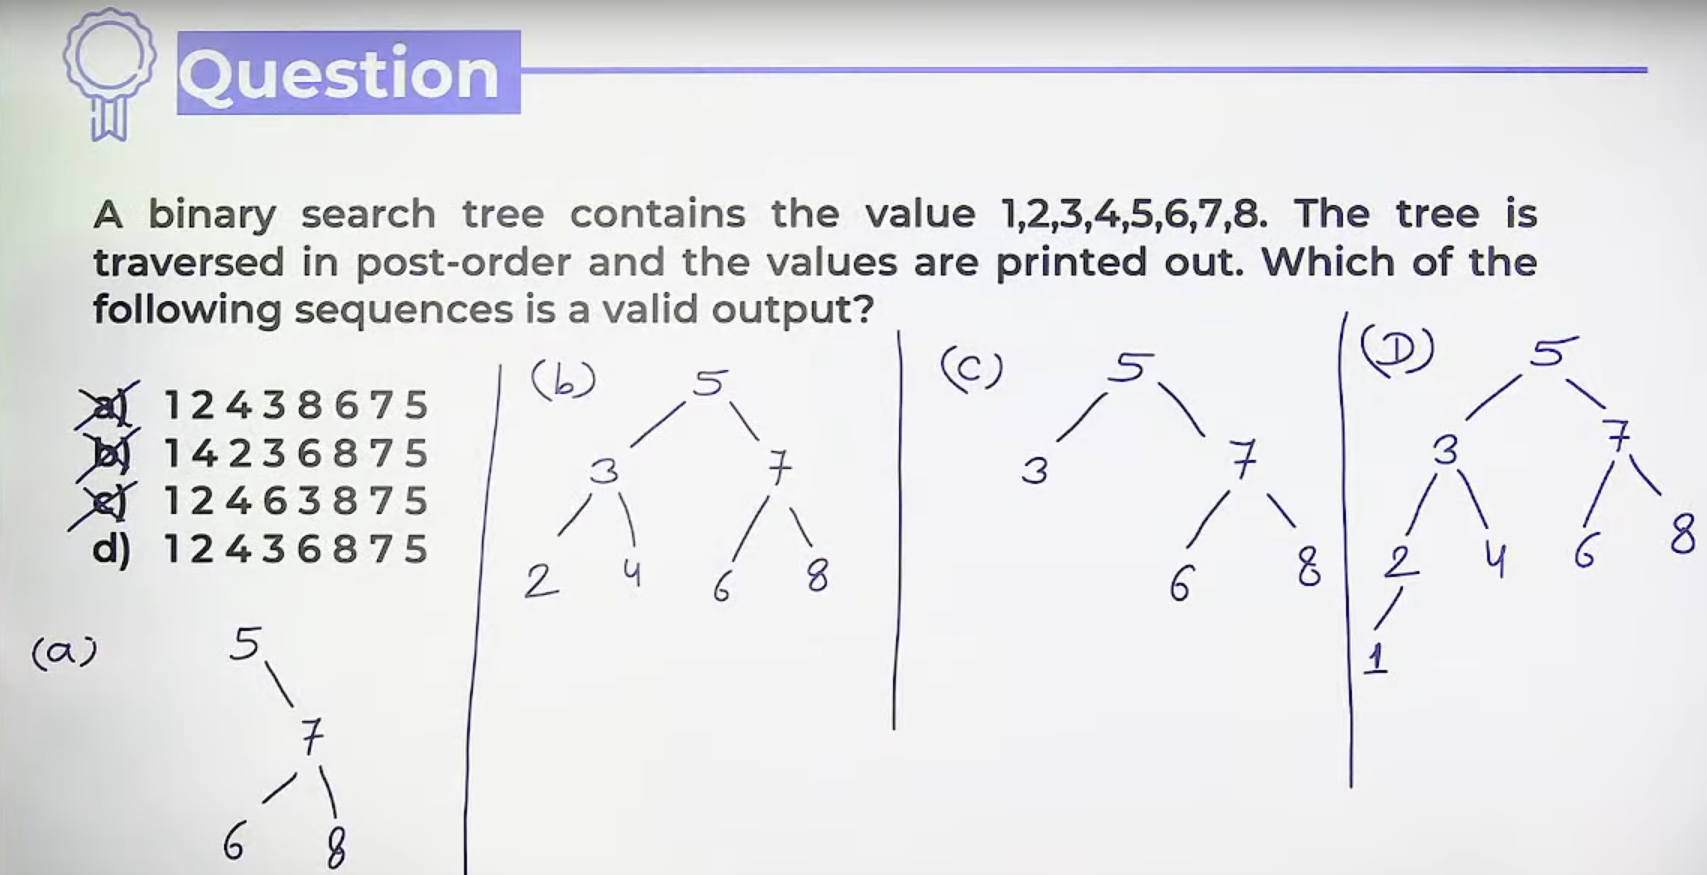 Question
A binary search tree contains the value 1,2,3,4,5,6,7,8. The tree is
traversed in post-order and the values are printed out. Which of the
following sequences is a valid output?
a) 1 2 4 3 8 6 7 5
b) 1 4 2 3 6 8 7 5
c) 1 2 4 6 3 8 7 5
d) 1 2 4 3 6 8 7 5
(a)
5
7
6 8
(b)
5
3 7
2 4 6 8
(C)
5
3 7
6 8
(D)
5
3 7
2 4 6 8
1